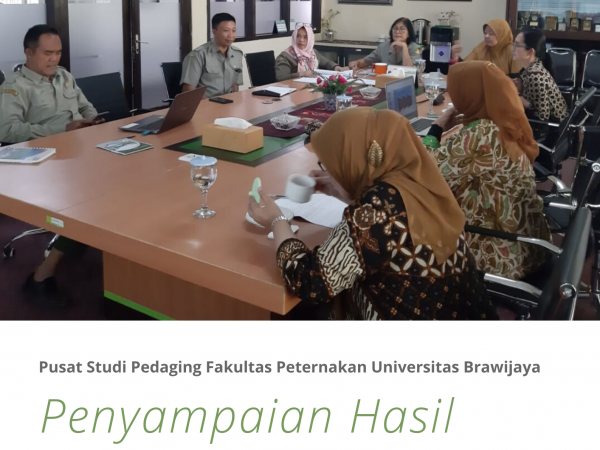 Pusat Studi Pedaging Fakultas Peternakan Universitas Brawijaya
Penyampaian Hasil